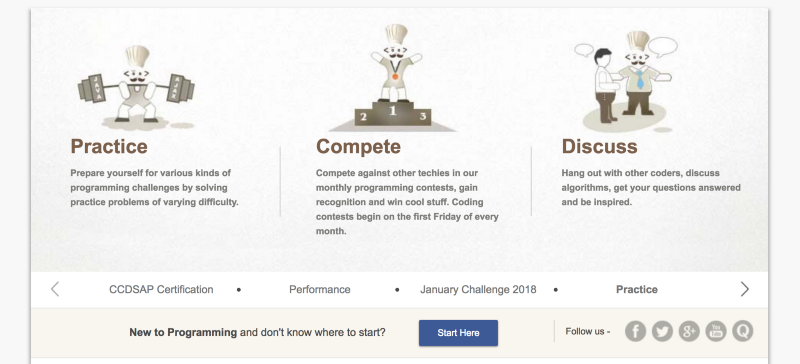 JAVA
AJAX
2 1 3
Practice
Compete
Discuss
Prepare yourself for various kinds of
programming challenges by solving
practice problems of varying difficulty.
Compete against other techies in our
monthly programming contests, gain
recognition and win cool stuff. Coding
contests begin on the first Friday of every
month.
Hang out with other coders, discuss
algorithms, get your questions answered
and be inspired.
CCDSAP Certification • Performance • January Challenge 2018 • Practice
New to Programming and don't know where to start? Start Here Follow us -